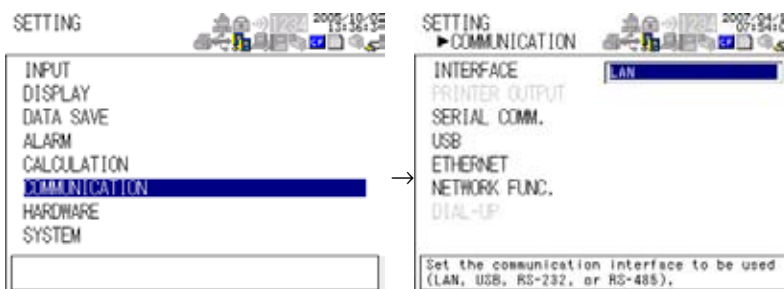 SETTING
INPUT
DISPLAY
DATA SAVE
ALARM
CALCULATION
COMMUNICATION
HARDWARE
SYSTEM
→
SETTING
►COMMUNICATION
INTERFACE LAN
PRINTER OUTPUT
SERIAL COMM.
USB
ETHERNET
NETWORK FUNC.
DIAL-UP
Set the communication interface to be used
(LAN, USB, RS-232, or RS-485).